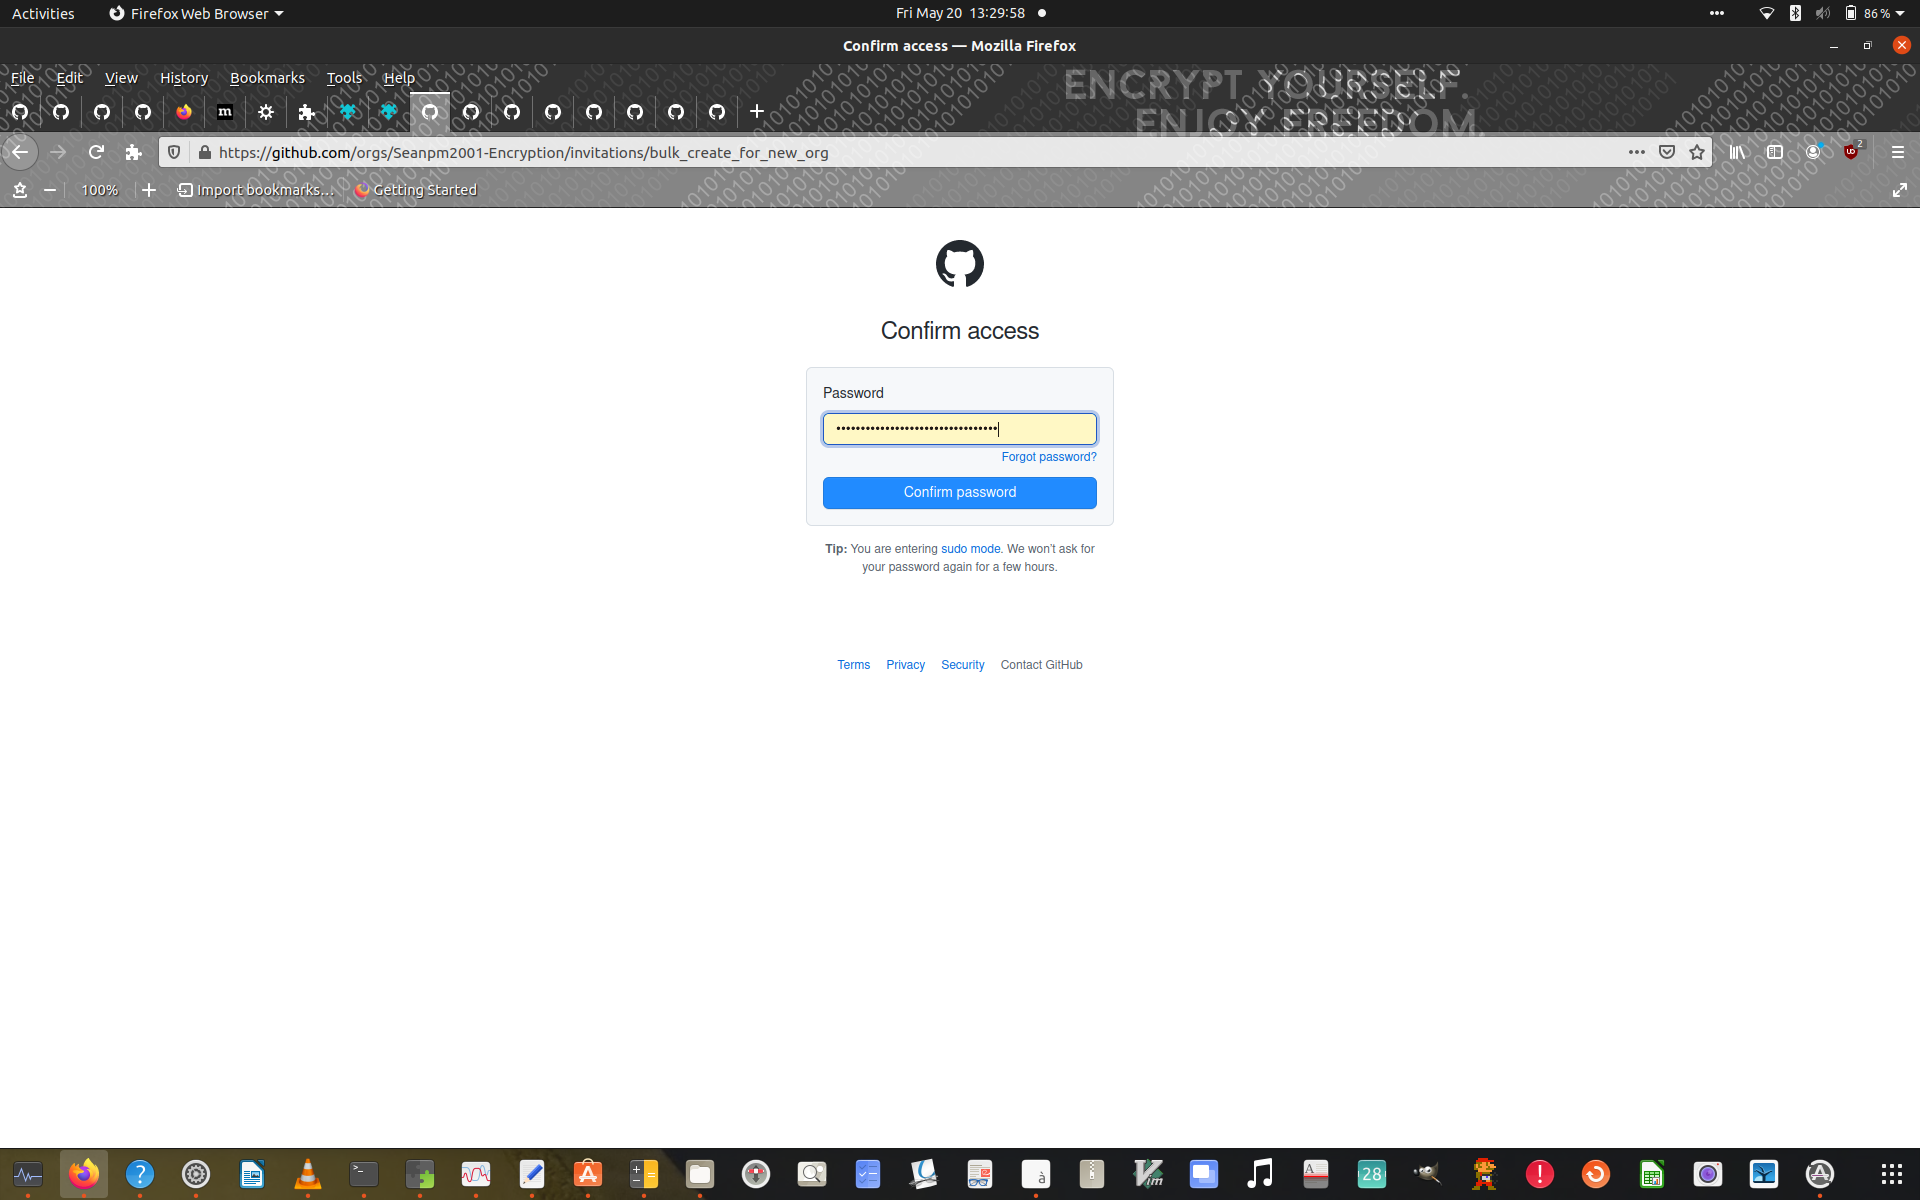 Activities
Firefox Web Browser
Fri May 20 13:29:58
86 %
Confirm access — Mozilla Firefox
File Edit View History Bookmarks Tools Help
ENCRYPT YOURSELF.
ENJOY FREEDOM.
https://github.com/orgs/Seanpm2001-Encryption/invitations/bulk_create_for_new_org
2
100%
Import bookmarks...
Getting Started
Confirm access
Password
Forgot password?
Confirm password
Tip: You are entering sudo mode. We won't ask for
your password again for a few hours.
Terms Privacy Security Contact GitHub
28